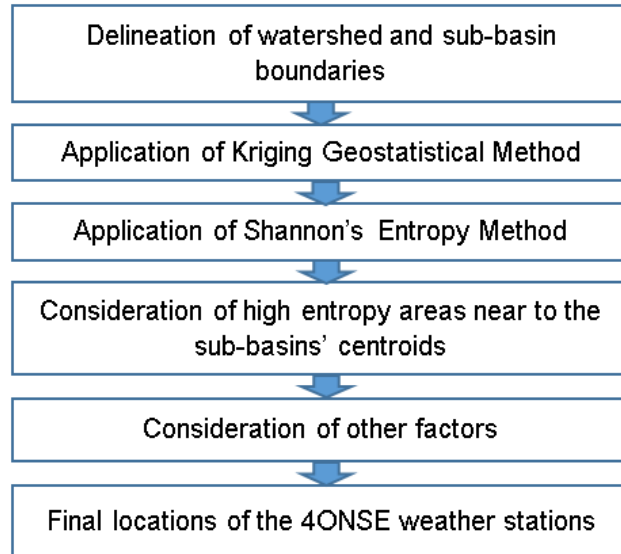 Delineation of watershed and sub-basin
boundaries
Application of Kriging Geostatistical Method
Application of Shannon's Entropy Method
Consideration of high entropy areas near to the
sub-basins' centroids
Consideration of other factors
Final locations of the 4ONSE weather stations